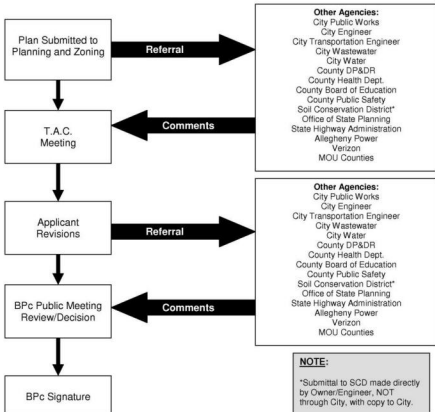 Plan Submitted to
Planning and Zoning
Referral
Other Agencies:
City Public Works
City Engineer
City Transportation Engineer
City Wastewater
City Water
County DP&DR
County Health Dept.
County Board of Education
County Public Safety
Soil Conservation District*
Office of State Planning
State Highway Administration
Allegheny Power
Verizon
MOU Counties
T.A.C.
Meeting
Comments
Applicant
Revisions
Referral
Other Agencies:
City Public Works
City Engineer
City Transportation Engineer
City Wastewater
City Water
County DP&DR
County Health Dept.
County Board of Education
County Public Safety
Soil Conservation District*
Office of State Planning
State Highway Administration
Allegheny Power
Verizon
MOU Counties
BPc Public Meeting
Review/Decision
Comments
BPc Signature
NOTE:
*Submittal to SCD made directly
by Owner/Engineer, NOT
through City, with copy to City.